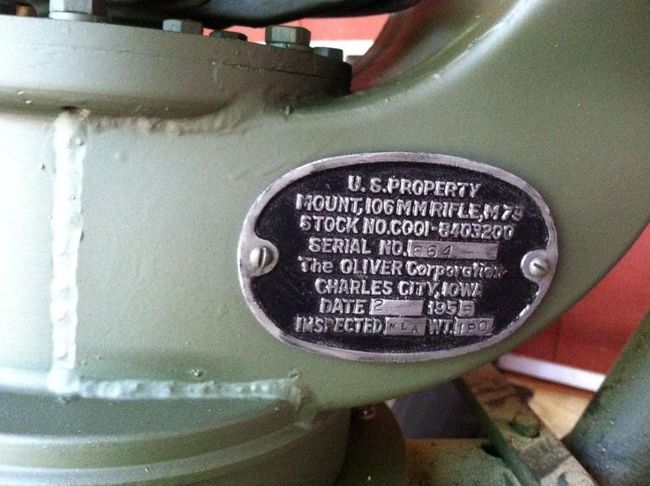 U.S.PROPERTY
MOUNT,106MM RIFLE,M79
STOCK NO.C001-8403200
SERIAL NO. 664
The OLIVER Corporation
CHARLES CITY, IOWA
DATE 2 195
INSPECTED WT.